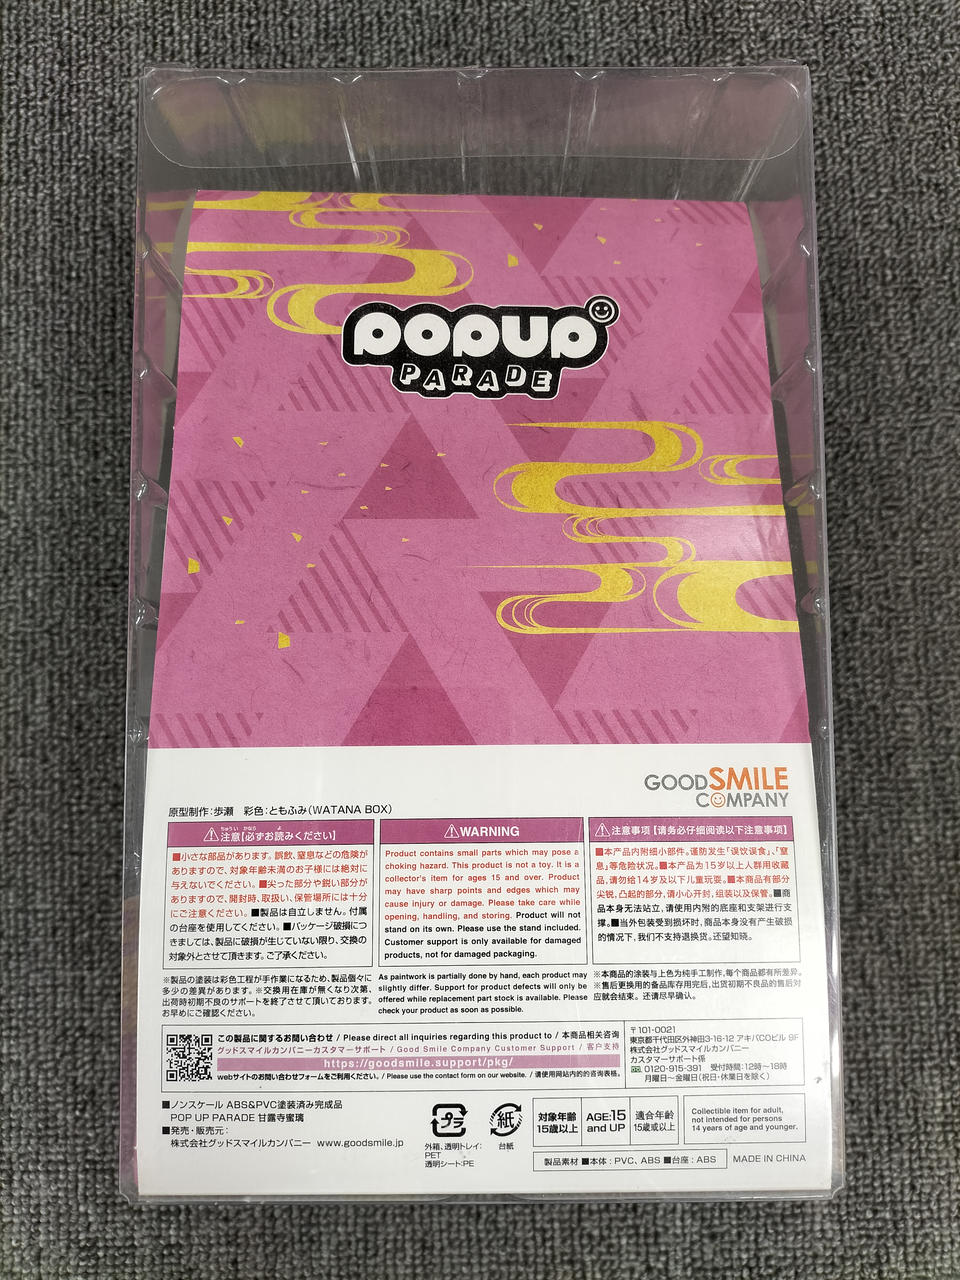 POPUP
PARADE
GOODSMILE
COMPANY
原型制作：歩瀬　彩色：ともふみ（WATANA BOX）
⚠注意【必ずお読みください】
■小さな部品があります。誤飲、窒息などの危険が
ありますので、対象年齢未満のお子様には絶対に
与えないでください。■尖った部分や鋭い部分が
ありますので、開封時、取扱い、保管場所には十分
にご注意ください。■製品は自立しません。付属
の台座を使用してください。■パッケージ破損につ
きましては、製品に破損が生じていない限り、交換の
対象外とさせて頂きます。ご了承ください。
⚠WARNING
Product contains small parts which may pose a
choking hazard. This product is not a toy. It is a
collector's item for ages 15 and over. Product
may have sharp points and edges which may
cause injury or damage. Please take care while
opening, handling, and storing. Product will not
stand on its own. Please use the stand included.
Customer support is only available for damaged
products, not for damaged packaging.
⚠注意事项【请务必仔细阅读以下注意事项】
■本产品内附细小部件。谨防发生「误饮误食」、「窒
息」等危险状况。■本产品为15岁以上人群用收藏
品，请勿给14岁及以下儿童玩耍。■本商品有部分
尖锐，凸起的部分，请小心开封，组装以及保管。■商
品本身无法站立，请使用内附的底座和支架进行支
撑。■当外包装受到损坏时，商品本身没有产生破损
的情况下，我们不支持退换货。还望知晓。
※製品の塗装は彩色工程が手作業になるため、製品個々に
多少の差異があります。※交換用在庫が無くなり次第、
出荷時初期不良のサポートを終了させて頂いております。
お早めにご確認ください。
As paintwork is partially done by hand, each product may
slightly differ. Support for product defects will only be
offered while replacement part stock is available. Please
check your product as soon as possible.
※本商品的涂装与上色为纯手工制作，每个商品都有所差异。
※售后更换用的备品库存用完后，出货初期不良品的售后对
应就会结束。还请尽早确认。
この製品に関するお問い合わせ / Please direct all inquiries regarding this product to / 本商品相关咨询
グッドスマイルカンパニーカスタマーサポート / Good Smile Company Customer Support / 客户支持
https://goodsmile.support/pkg/
webサイトのお問い合わせフォームをご利用ください。/ Please use the contact form on our website. / 请使用网站内的的咨询表格。
〒101-0021
東京都千代田区外神田3-16-12 アキバCOビル 8F
株式会社グッドスマイルカンパニー
カスタマーサポート係
0120-915-391　受付時間：12時～18時
月曜日～金曜日（祝日・休業日を除く）
■ノンスケール ABS&PVC塗装済み完成品
POP UP PARADE 甘露寺蜜璃
■発売・販売元：
株式会社グッドスマイルカンパニー www.goodsmile.jp
プラ
外箱、透明トレイ：
PET
透明シート：PE
紙
台紙
対象年齢
15歳以上
AGE:15
and UP
適合年齢
15歲或以上
Collectible item for adult,
not intended for persons
14 years of age and younger.
製品素材 ■本体：PVC、ABS ■台座：ABS
MADE IN CHINA